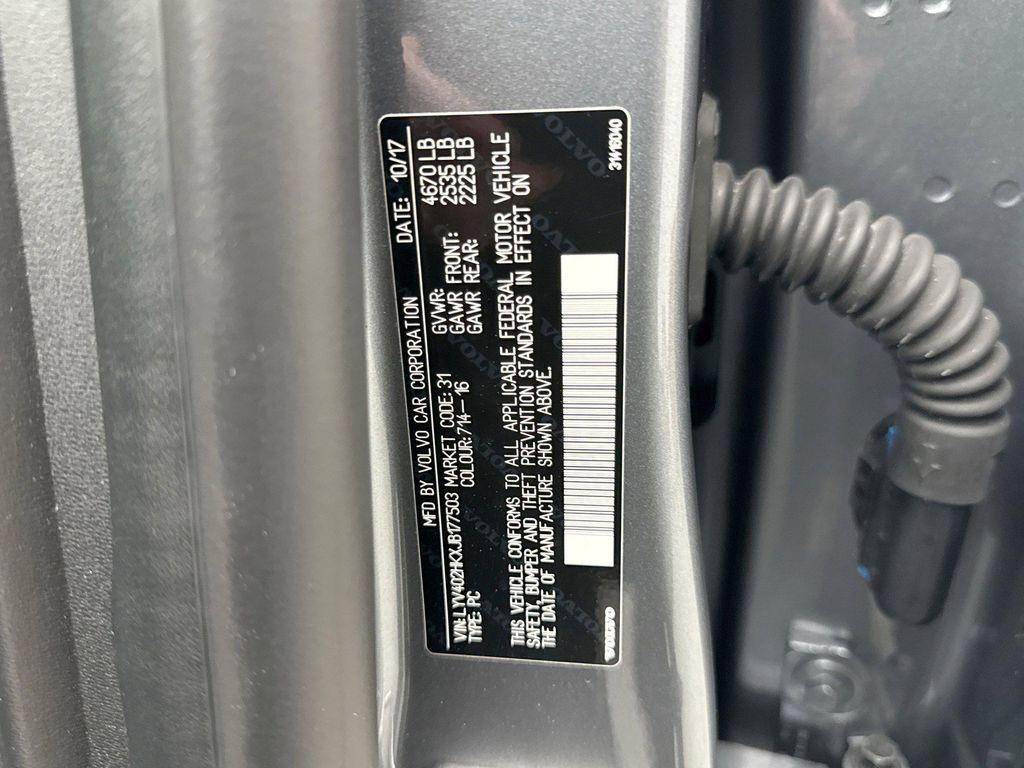 MFD BY VOLVO CAR CORPORATION DATE: 10/17
VIN: LYV402HKXJB177503 MARKET CODE: 31 GVWR: 4670 LB
TYPE: PC COLOUR: 714-16 GAWR FRONT: 2535 LB
GAWR REAR: 2225 LB
THIS VEHICLE CONFORMS TO ALL APPLICABLE FEDERAL MOTOR VEHICLE
SAFETY, BUMPER AND THEFT PREVENTION STANDARDS IN EFFECT ON
THE DATE OF MANUFACTURE SHOWN ABOVE.
VOLVO 31416040